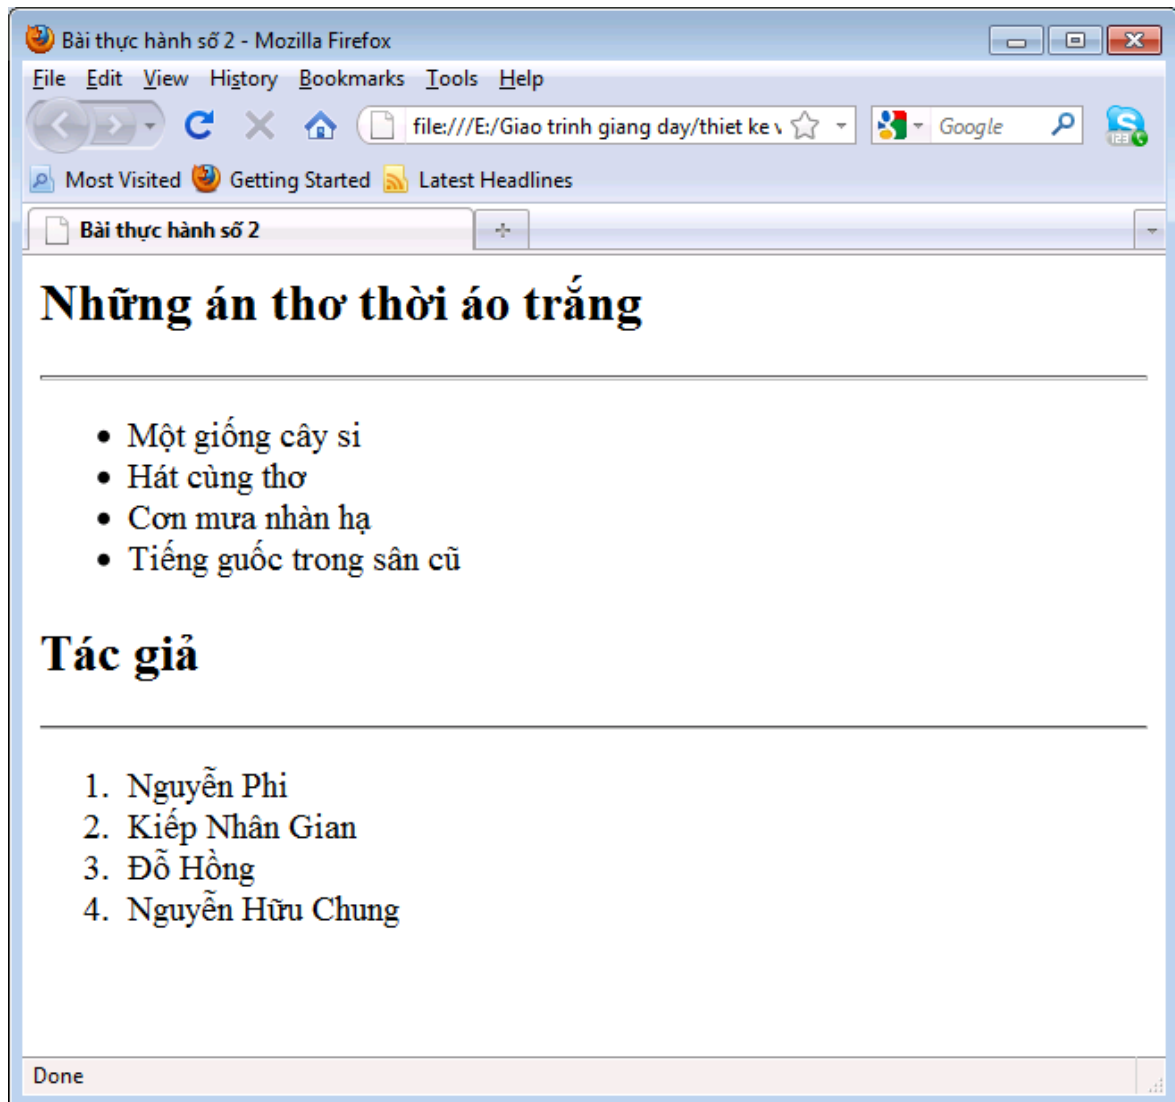 Bài thực hành số 2 - Mozilla Firefox
File Edit View History Bookmarks Tools Help
file:///E:/Giao trinh giang day/thiet ke v Google
Most Visited Getting Started Latest Headlines
Bài thực hành số 2
Những án thơ thời áo trắng
• Một giống cây si
• Hát cùng thơ
• Cơn mưa nhàn hạ
• Tiếng guốc trong sân cũ
Tác giả
1. Nguyễn Phi
2. Kiếp Nhân Gian
3. Đỗ Hồng
4. Nguyễn Hữu Chung
Done